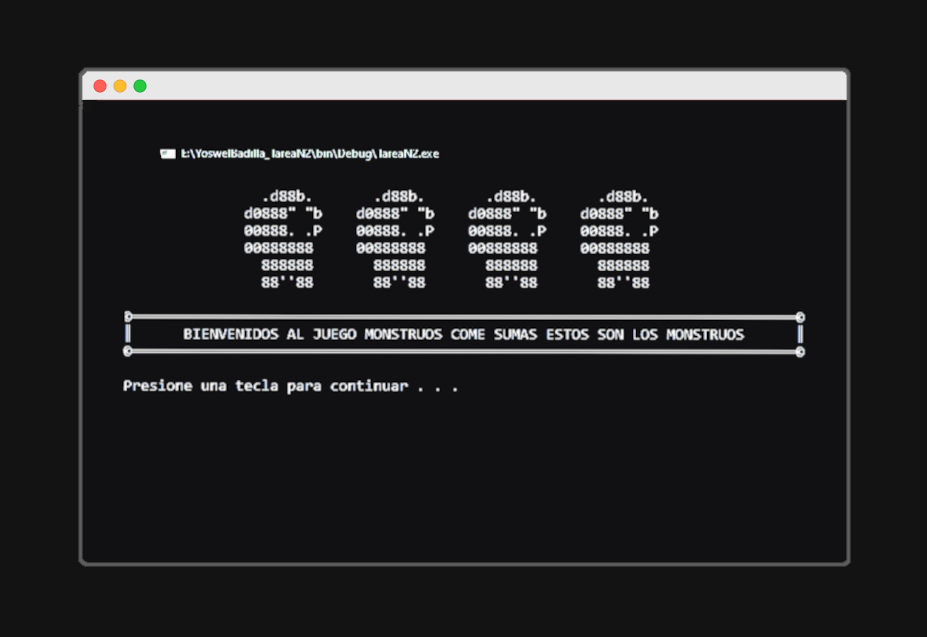 E:\YoswelBadilla_TareaN2\bin\Debug\TareaN2.exe
.d88b. .d88b. .d88b. .d88b.
d0888" "b d0888" "b d0888" "b d0888" "b
00888. .P 00888. .P 00888. .P 00888. .P
00888888 00888888 00888888 00888888
888888 888888 888888 888888
88''88 88''88 88''88 88''88
BIENVENIDOS AL JUEGO MONSTRUOS COME SUMAS ESTOS SON LOS MONSTRUOS
Presione una tecla para continuar . . .